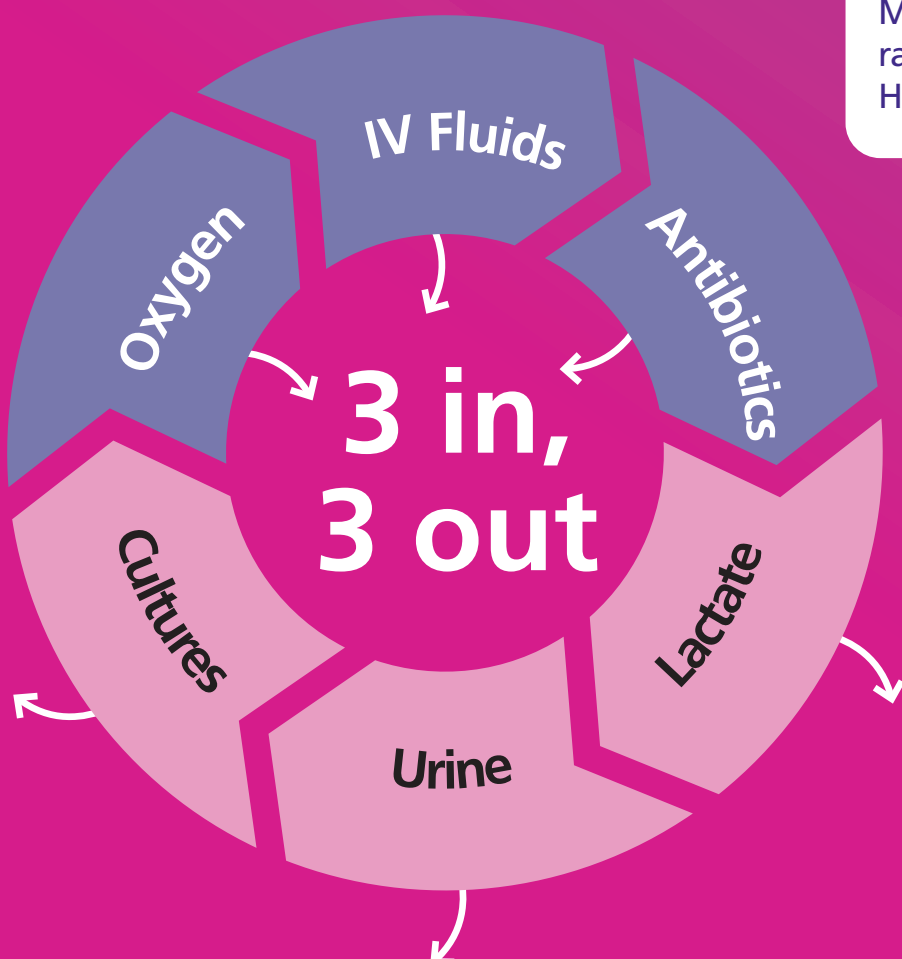 IV Fluids
Antibiotics
Oxygen
3 in,
3 out
Cultures
Lactate
Urine